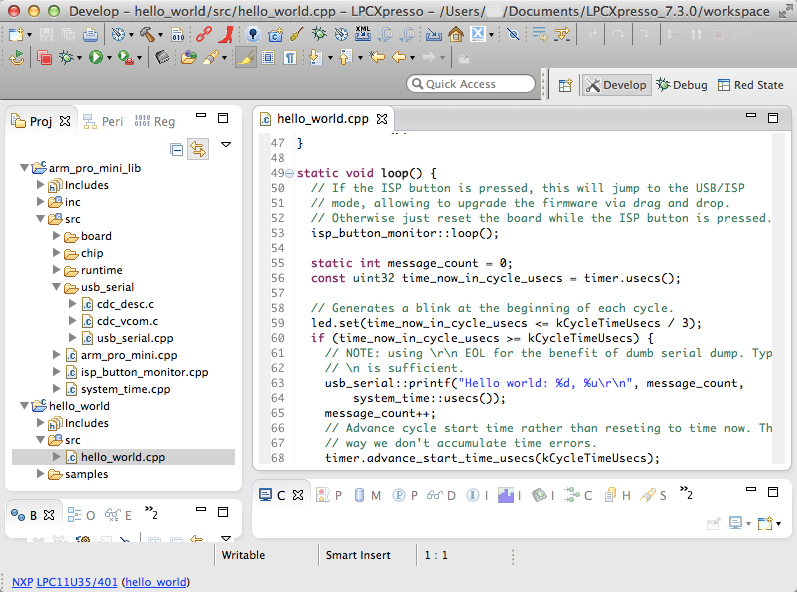 Develop – hello_world/src/hello_world.cpp – LPCXpresso – /Users/ /Documents/LPCXpresso_7.3.0/workspace
Quick Access
Develop
Debug
Red State
Proj
Peri
Reg
arm_pro_mini_lib
Includes
inc
src
board
chip
runtime
usb_serial
cdc_desc.c
cdc_vcom.c
usb_serial.cpp
arm_pro_mini.cpp
isp_button_monitor.cpp
system_time.cpp
hello_world
Includes
src
hello_world.cpp
samples
B
O
E
»2
hello_world.cpp
47 }
48
49 static void loop() {
50 // If the ISP button is pressed, this will jump to the USB/ISP
51 // mode, allowing to upgrade the firmware via drag and drop.
52 // Otherwise just reset the board while the ISP button is pressed.
53 isp_button_monitor::loop();
54
55 static int message_count = 0;
56 const uint32 time_now_in_cycle_usecs = timer.usecs();
57
58 // Generates a blink at the beginning of each cycle.
59 led.set(time_now_in_cycle_usecs <= kCycleTimeUsecs / 3);
60 if (time_now_in_cycle_usecs >= kCycleTimeUsecs) {
61 // NOTE: using \r\n EOL for the benefit of dumb serial dump. Typ
62 // \n is sufficient.
63 usb_serial::printf("Hello world: %d, %u\r\n", message_count,
64 system_time::usecs());
65 message_count++;
66 // Advance cycle start time rather than reseting to time now. Th
67 // way we don't accumulate time errors.
68 timer.advance_start_time_usecs(kCycleTimeUsecs);
C
P
M
P
D
I
I
I
C
H
S
»2
Writable
Smart Insert
1 : 1
NXP LPC11U35/401 (hello_world)